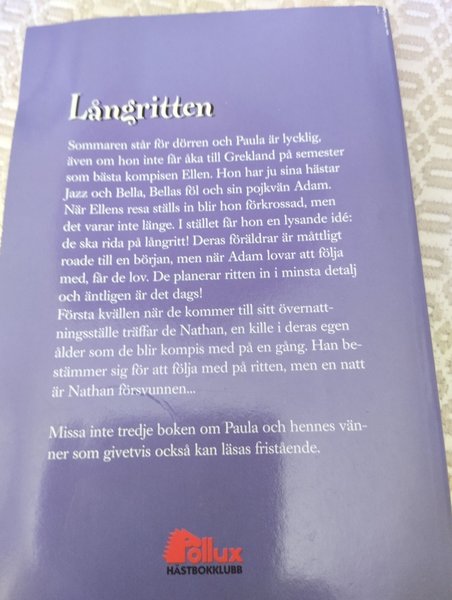 Långritten
Sommaren står för dörren och Paula är lycklig,
även om hon inte får åka till Grekland på semester
som bästa kompisen Ellen. Hon har ju sina hästar
Jazz och Bella, Bellas föl och sin pojkvän Adam.
När Ellens resa ställs in blir hon förkrossad, men
det varar inte länge. I stället får hon en lysande idé:
de ska rida på långritt! Deras föräldrar är måttligt
roade till en början, men när Adam lovar att följa
med, får de lov. De planerar ritten in i minsta detalj
och äntligen är det dags!
Första kvällen när de kommer till sitt övernatt-
ningsställe träffar de Nathan, en kille i deras egen
ålder som de blir kompis med på en gång. Han be-
stämmer sig för att följa med på ritten, men en natt
är Nathan försvunnen...
Missa inte tredje boken om Paula och hennes vän-
ner som givetvis också kan läsas fristående.
Pollux
HÄSTBOKKLUBB